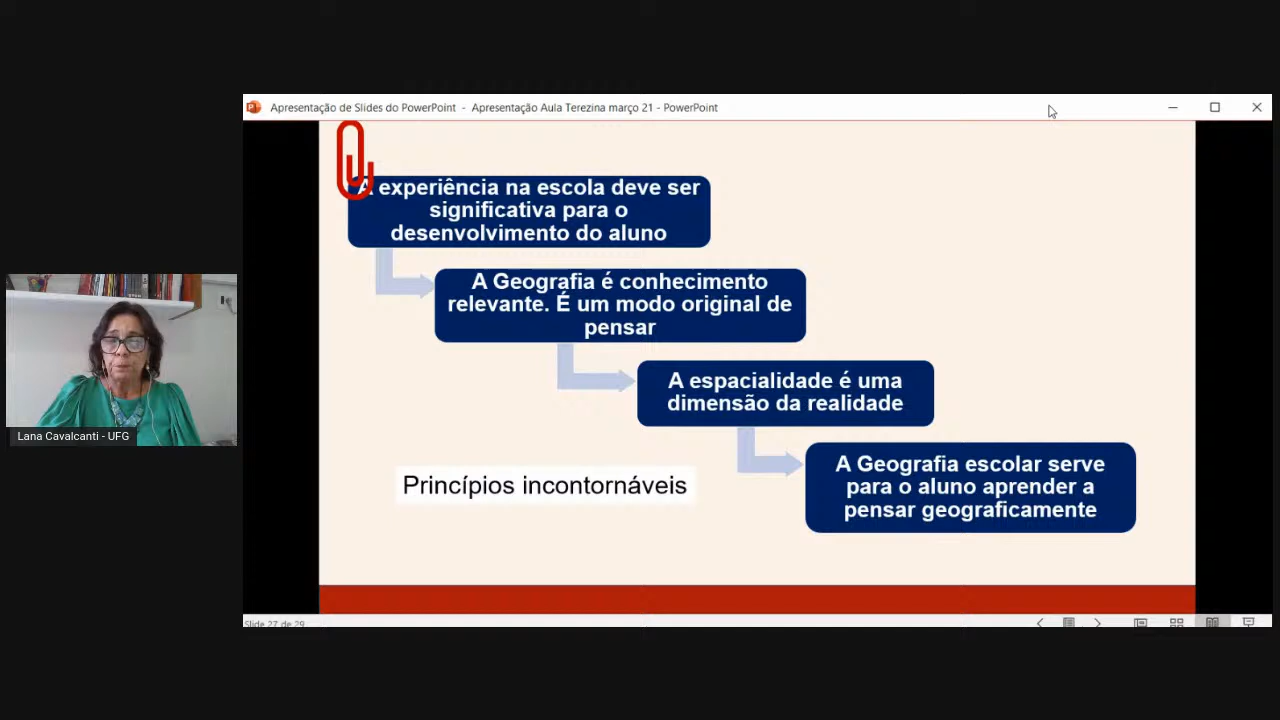 Apresentação de Slides do PowerPoint - Apresentação Aula Terezina março 21 - PowerPoint
A experiência na escola deve ser
significativa para o
desenvolvimento do aluno
A Geografia é conhecimento
relevante. É um modo original de
pensar
A espacialidade é uma
dimensão da realidade
A Geografia escolar serve
para o aluno aprender a
pensar geograficamente
Princípios incontornáveis
Lana Cavalcanti - UFG
Slide 27 de 29